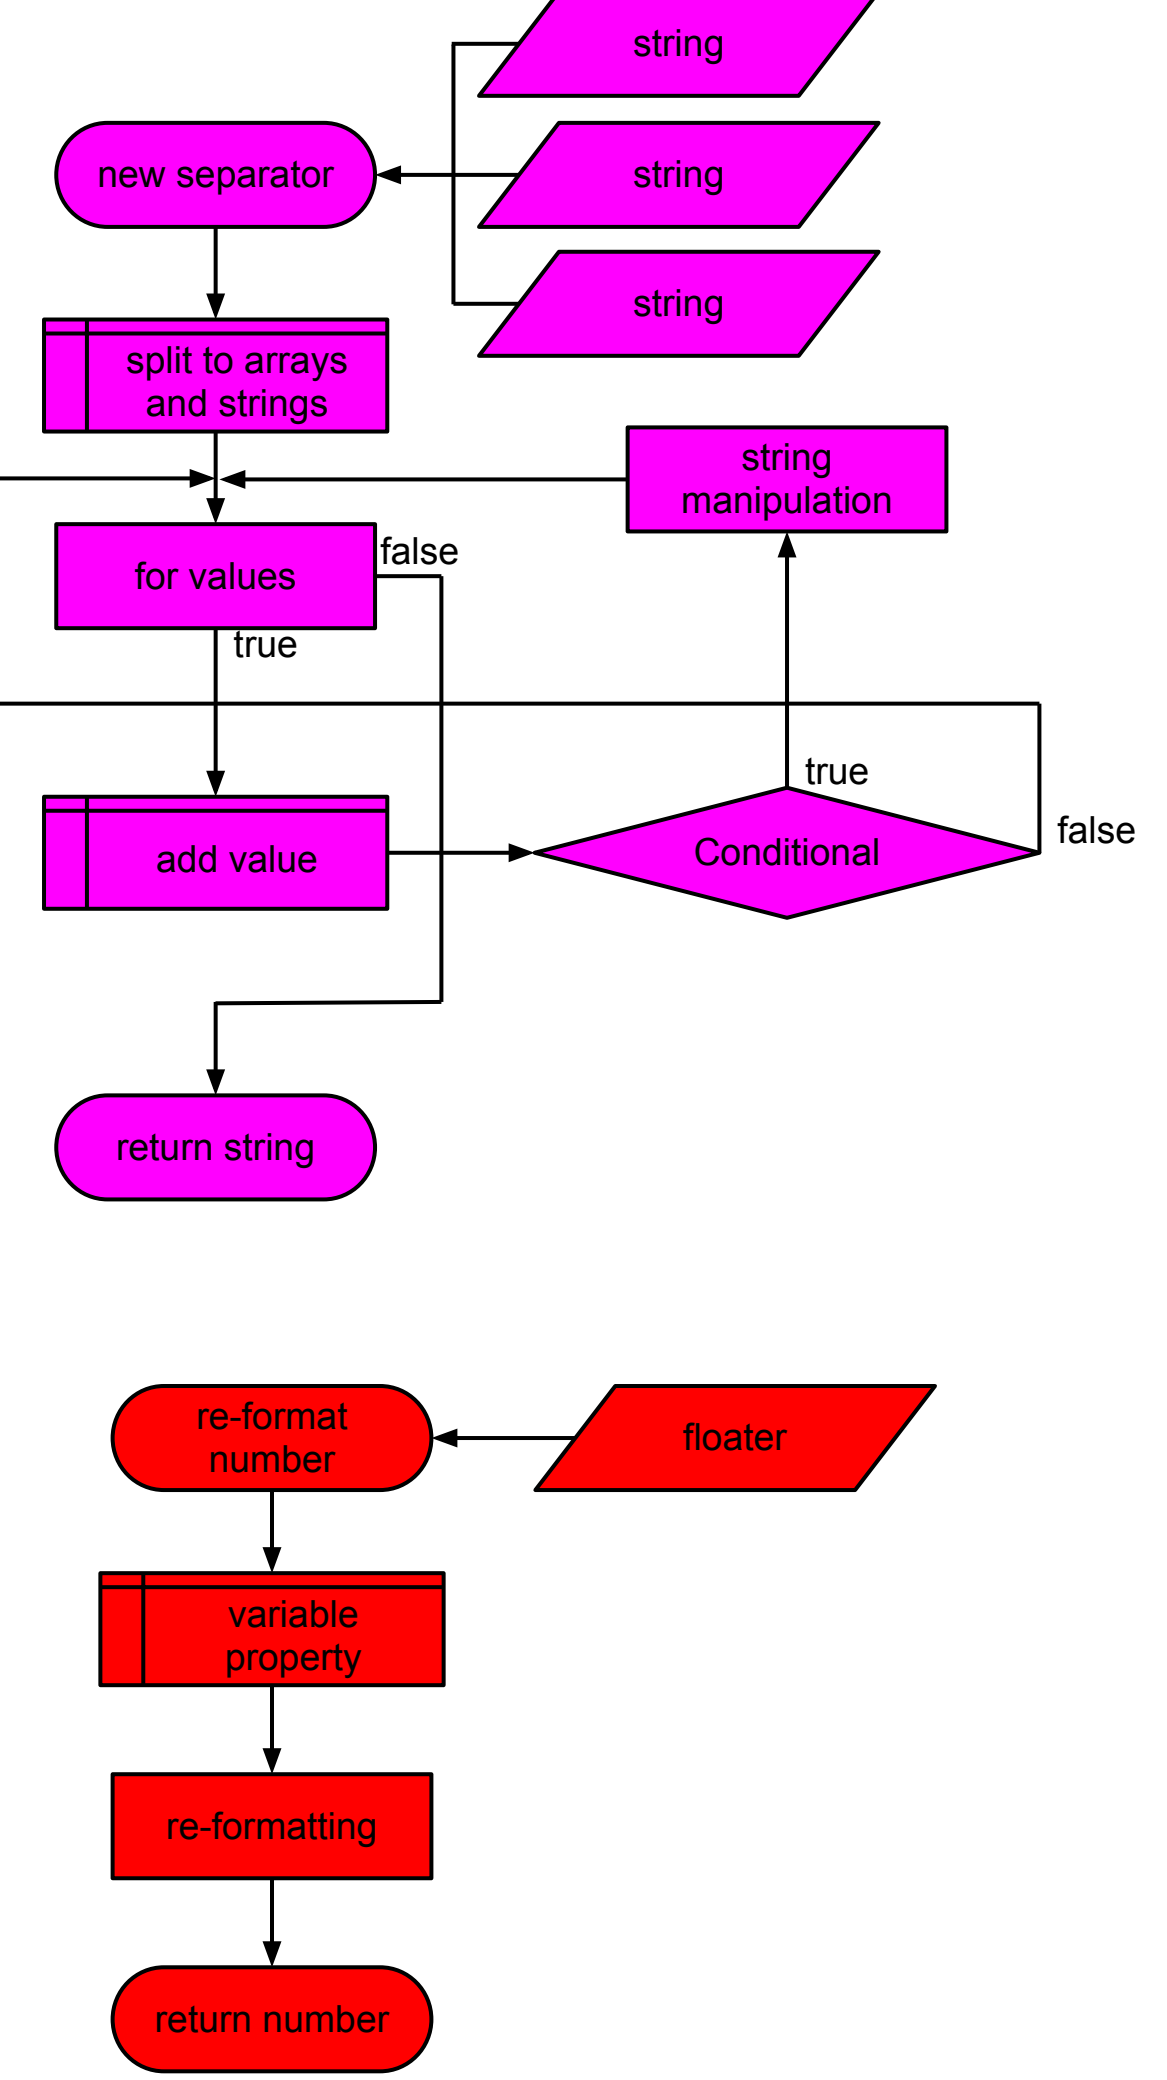 string
new separator
string
string
split to arrays
and strings
string
manipulation
for values
false
true
true
false
add value
Conditional
return string
re-format
number
floater
variable
property
re-formatting
return number